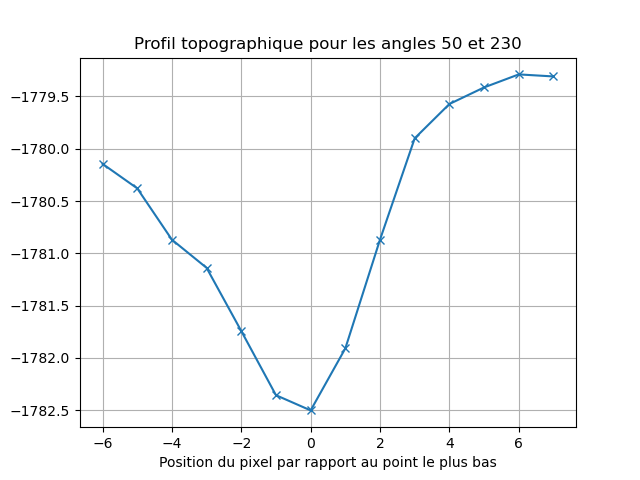 Profil topographique pour les angles 50 et 230
−1779.5
−1780.0
−1780.5
−1781.0
−1781.5
−1782.0
−1782.5
−6 −4 −2 0 2 4 6
Position du pixel par rapport au point le plus bas